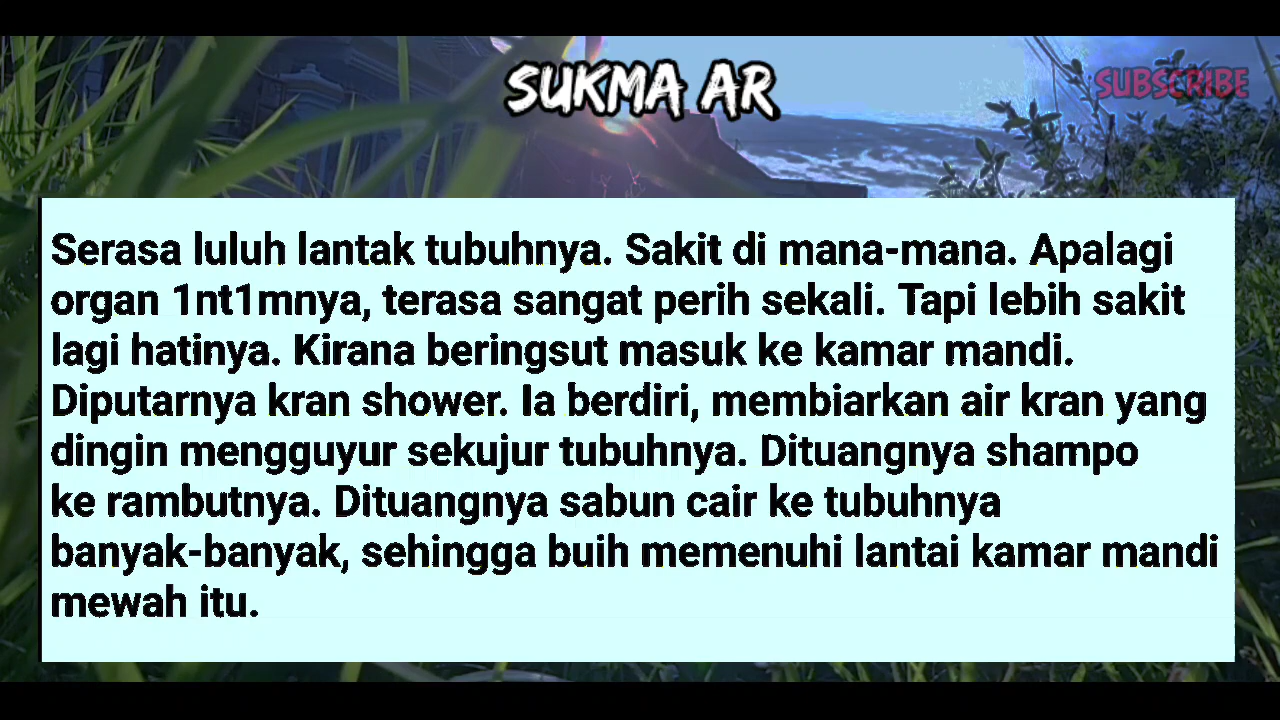 SUKMA AR
SUBSCRIBE
Serasa luluh lantak tubuhnya. Sakit di mana-mana. Apalagi
organ 1nt1mnya, terasa sangat perih sekali. Tapi lebih sakit
lagi hatinya. Kirana beringsut masuk ke kamar mandi.
Diputarnya kran shower. Ia berdiri, membiarkan air kran yang
dingin mengguyur sekujur tubuhnya. Dituangnya shampo
ke rambutnya. Dituangnya sabun cair ke tubuhnya
banyak-banyak, sehingga buih memenuhi lantai kamar mandi
mewah itu.